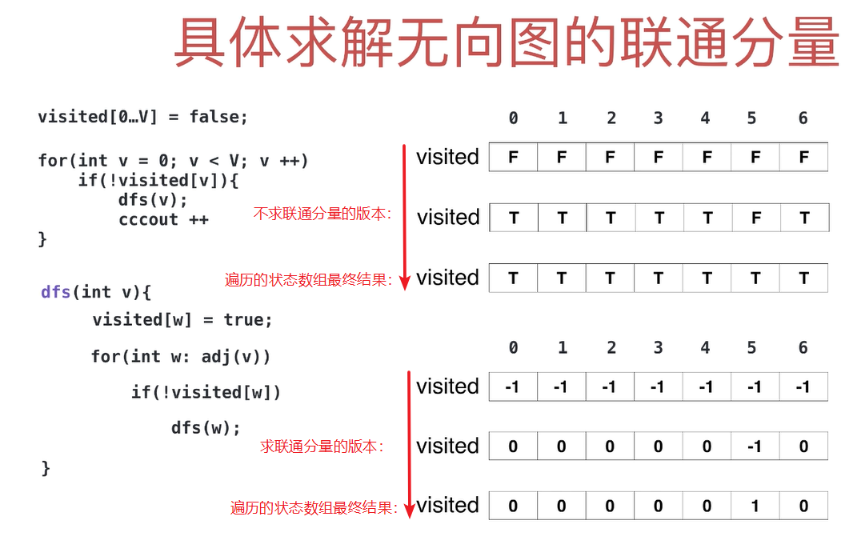 具体求解无向图的联通分量
visited[0…V] = false;
for(int v = 0; v < V; v ++)
if(!visited[v]){
dfs(v);
cccout ++
}
dfs(int v){
visited[w] = true;
for(int w: adj(v))
if(!visited[w])
dfs(w);
}
0 1 2 3 4 5 6
visited F F F F F F F
不求联通分量的版本：
visited T T T T T F T
遍历的状态数组最终结果：
visited T T T T T T T
0 1 2 3 4 5 6
visited -1 -1 -1 -1 -1 -1 -1
求联通分量的版本：
visited 0 0 0 0 0 -1 0
遍历的状态数组最终结果：
visited 0 0 0 0 0 1 0